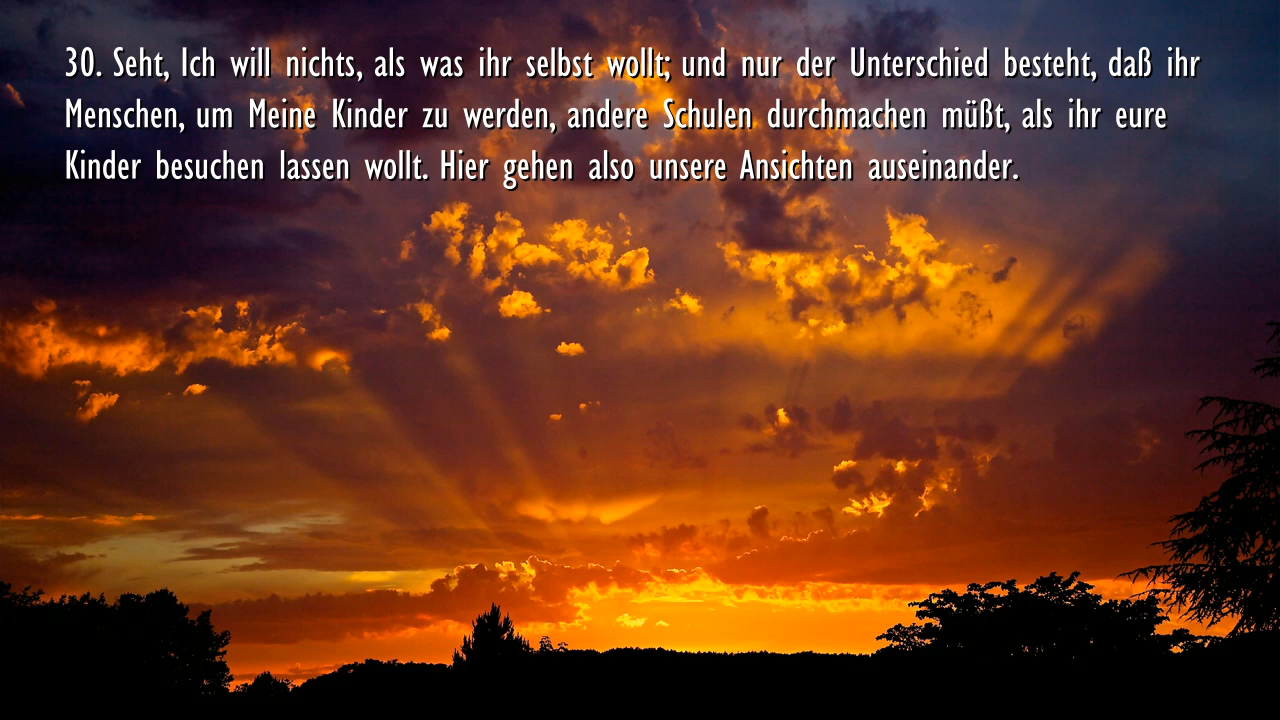 30. Seht, Ich will nichts, als was ihr selbst wollt; und nur der Unterschied besteht, daß ihr
Menschen, um Meine Kinder zu werden, andere Schulen durchmachen müßt, als ihr eure
Kinder besuchen lassen wollt. Hier gehen also unsere Ansichten auseinander.